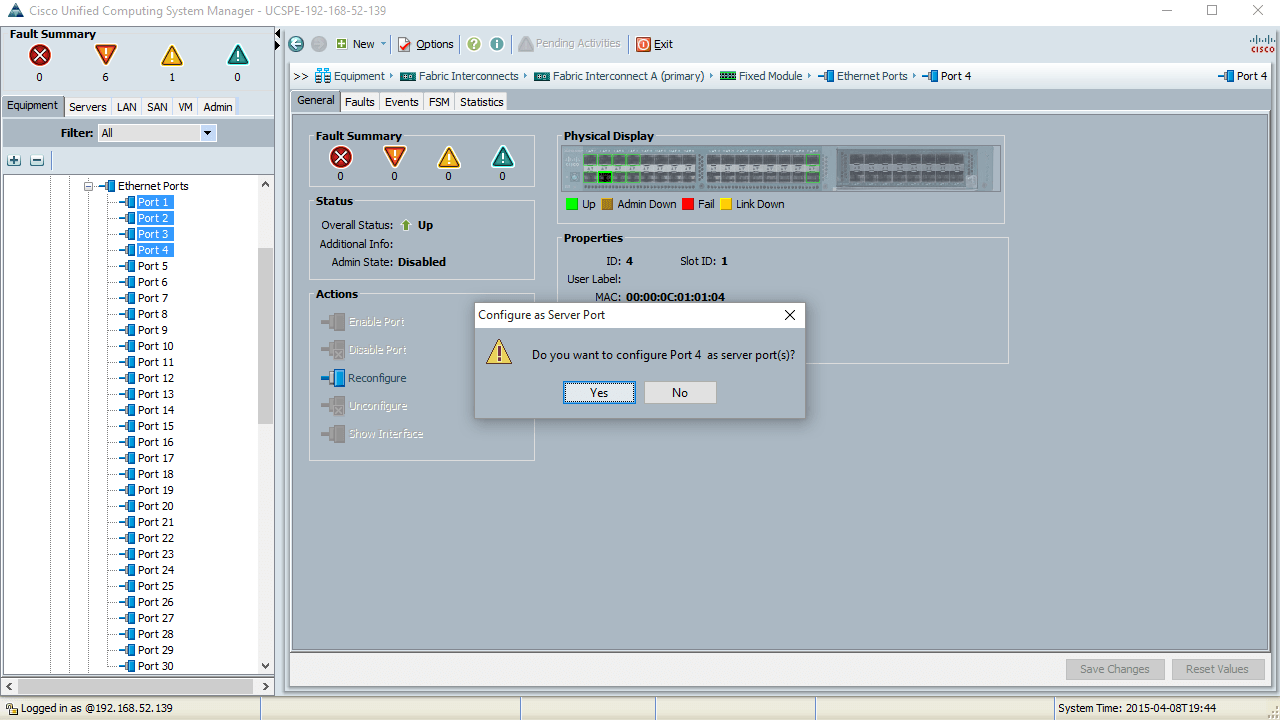 Cisco Unified Computing System Manager - UCSPE-192-168-52-139
Fault Summary
0 6 1 0
Equipment Servers LAN SAN VM Admin
Filter: All
Ethernet Ports
Port 1
Port 2
Port 3
Port 4
Port 5
Port 6
Port 7
Port 8
Port 9
Port 10
Port 11
Port 12
Port 13
Port 14
Port 15
Port 16
Port 17
Port 18
Port 19
Port 20
Port 21
Port 22
Port 23
Port 24
Port 25
Port 26
Port 27
Port 28
Port 29
Port 30
New Options Pending Activities Exit
CISCO
>> Equipment Fabric Interconnects Fabric Interconnect A (primary) Fixed Module Ethernet Ports Port 4
Port 4
General Faults Events FSM Statistics
Fault Summary
0 0 0 0
Status
Overall Status: Up
Additional Info:
Admin State: Disabled
Actions
Enable Port
Disable Port
Reconfigure
Unconfigure
Show Interface
Physical Display
Up Admin Down Fail Link Down
Properties
ID: 4 Slot ID: 1
User Label:
MAC: 00:00:0C:01:01:04
Configure as Server Port
Do you want to configure Port 4 as server port(s)?
Yes No
Save Changes Reset Values
Logged in as @192.168.52.139
System Time: 2015-04-08T19:44